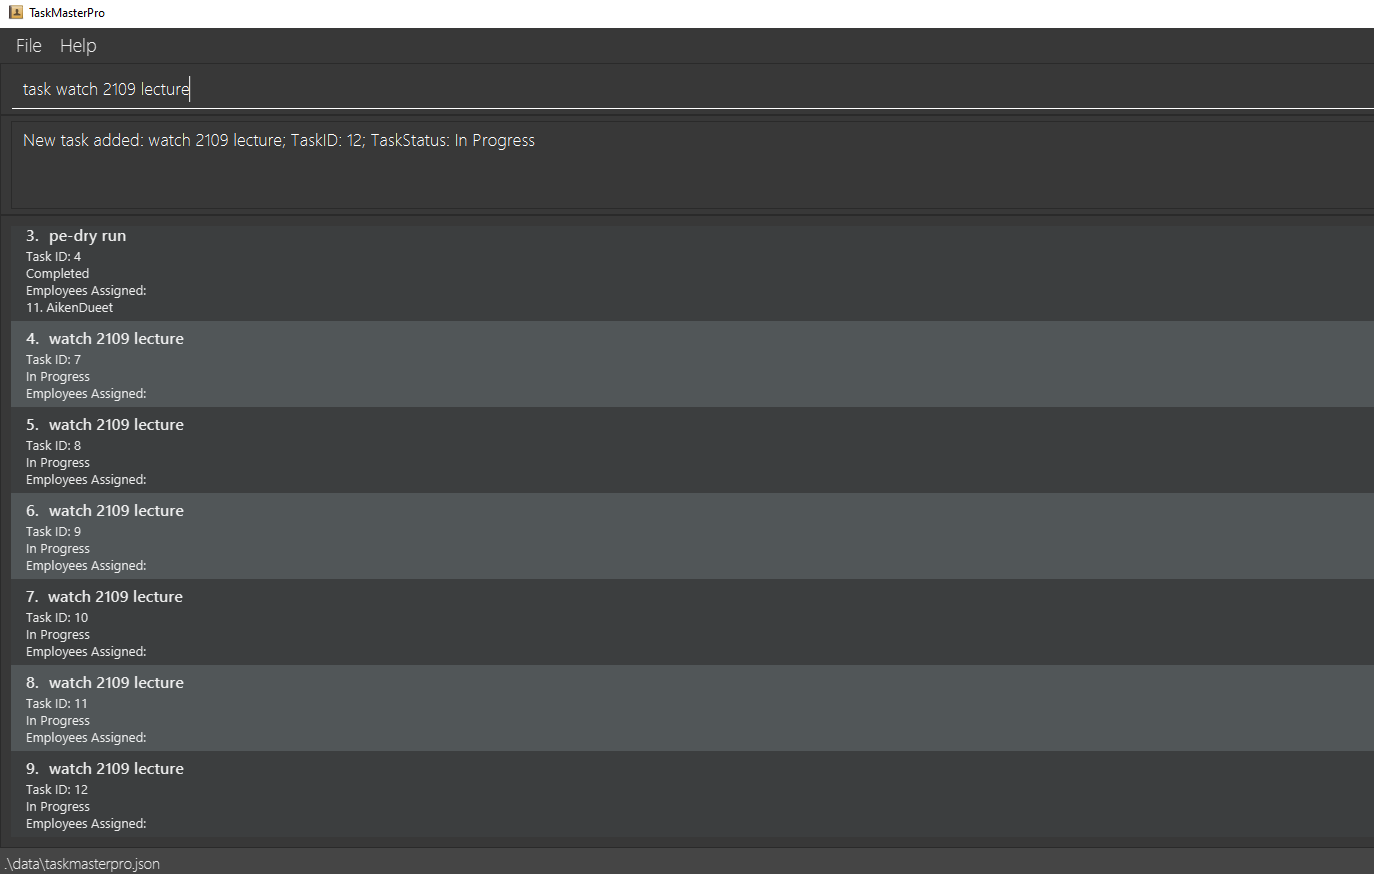 TaskMasterPro
File Help
task watch 2109 lecture
New task added: watch 2109 lecture; TaskID: 12; TaskStatus: In Progress
3. pe-dry run
Task ID: 4
Completed
Employees Assigned:
11. AikenDueet
4. watch 2109 lecture
Task ID: 7
In Progress
Employees Assigned:
5. watch 2109 lecture
Task ID: 8
In Progress
Employees Assigned:
6. watch 2109 lecture
Task ID: 9
In Progress
Employees Assigned:
7. watch 2109 lecture
Task ID: 10
In Progress
Employees Assigned:
8. watch 2109 lecture
Task ID: 11
In Progress
Employees Assigned:
9. watch 2109 lecture
Task ID: 12
In Progress
Employees Assigned:
.\data\taskmasterpro.json